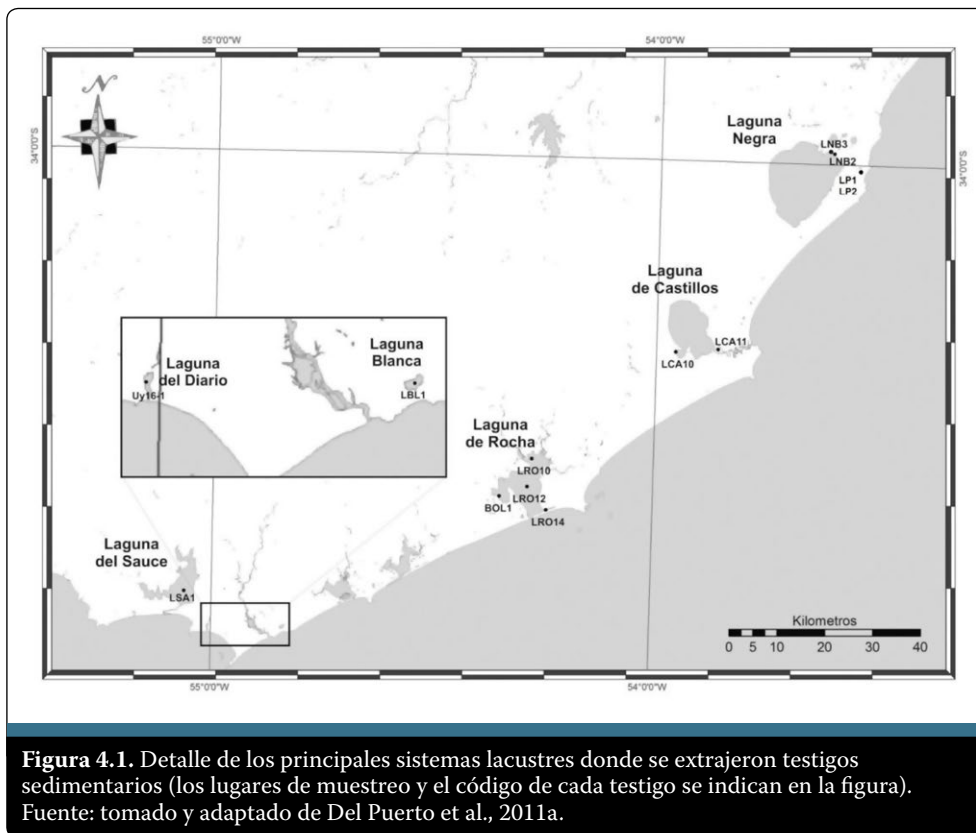 55°0'0"W
54°0'0"W
N
34°0'0"S
34°0'0"S
Laguna
Negra
LNB3
LNB2
LP1
LP2
Laguna
de Castillos
LCA11
LCA10
Laguna
del Diario
Uy16-1
Laguna
Blanca
LBL1
Laguna
de Rocha
LRO10
LRO12
BOL1
LRO14
Laguna
del Sauce
LSA1
Kilometros
0 5 10 20 30 40
55°0'0"W
54°0'0"W
Figura 4.1. Detalle de los principales sistemas lacustres donde se extrajeron testigos
sedimentarios (los lugares de muestreo y el código de cada testigo se indican en la figura).
Fuente: tomado y adaptado de Del Puerto et al., 2011a.